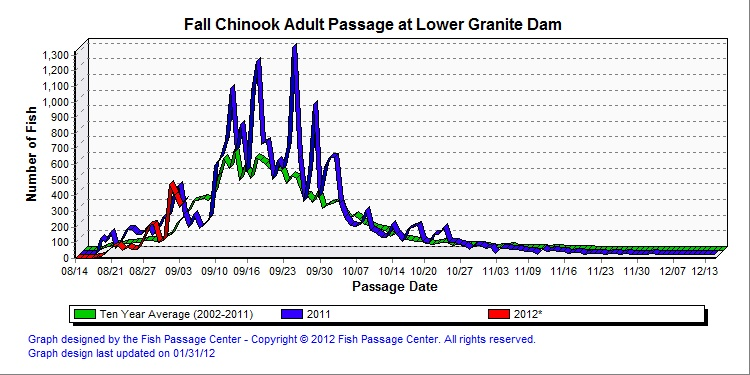 Fall Chinook Adult Passage at Lower Granite Dam
Number of Fish
1,300
1,200
1,100
1,000
900
800
700
600
500
400
300
200
100
0
08/14 08/21 08/27 09/03 09/10 09/16 09/23 09/30 10/07 10/14 10/20 10/27 11/03 11/09 11/16 11/23 11/30 12/07 12/13
Passage Date
Ten Year Average (2002-2011) 2011 2012*
Graph designed by the Fish Passage Center - Copyright © 2012 Fish Passage Center. All rights reserved.
Graph design last updated on 01/31/12